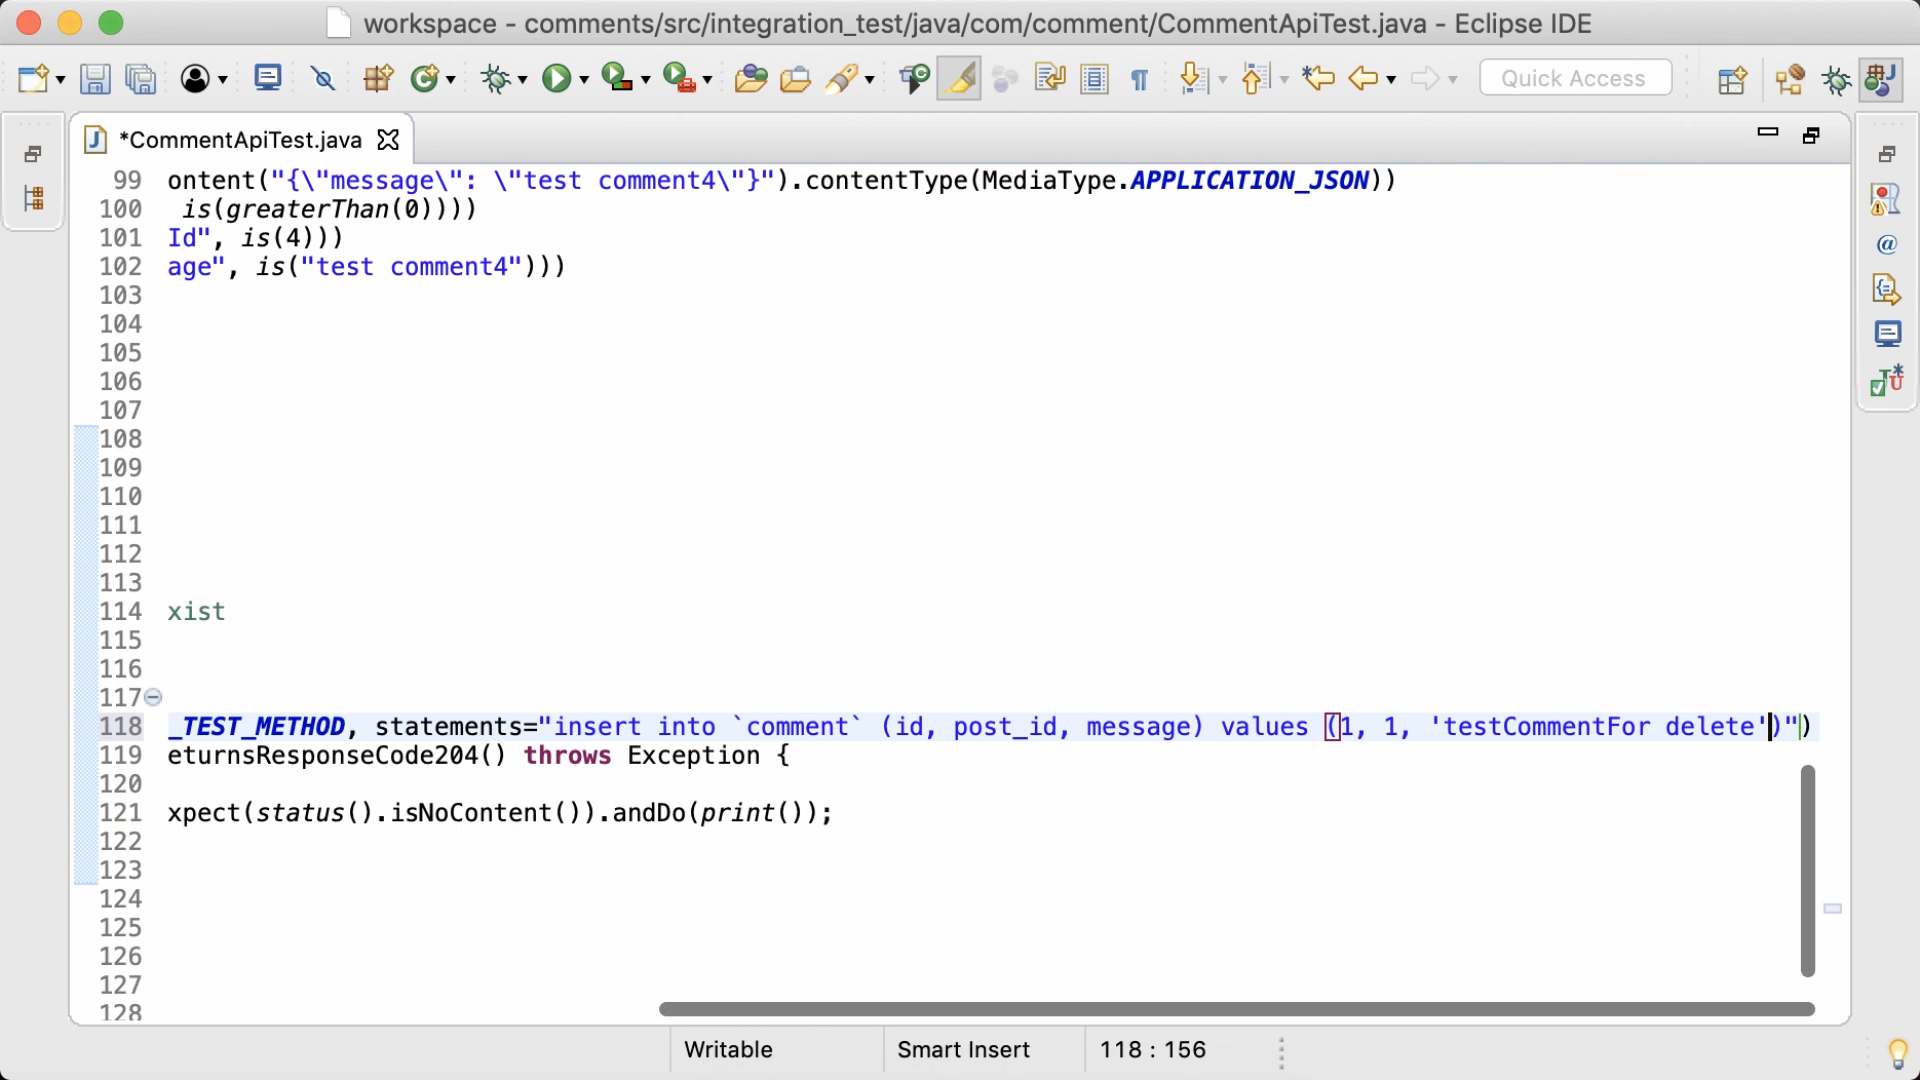 workspace - comments/src/integration_test/java/com/comment/CommentApiTest.java - Eclipse IDE
Quick Access
*CommentApiTest.java
99 ontent("{\"message\": \"test comment4\"}").contentType(MediaType.APPLICATION_JSON))
100 is(greaterThan(0))))
101 Id", is(4)))
102 age", is("test comment4")))
103
104
105
106
107
108
109
110
111
112
113
114 xist
115
116
117
118 _TEST_METHOD, statements="insert into `comment` (id, post_id, message) values (1, 1, 'testCommentFor delete')")
119 eturnsResponseCode204() throws Exception {
120
121 xpect(status().isNoContent()).andDo(print());
122
123
124
125
126
127
128
Writable Smart Insert 118 : 156